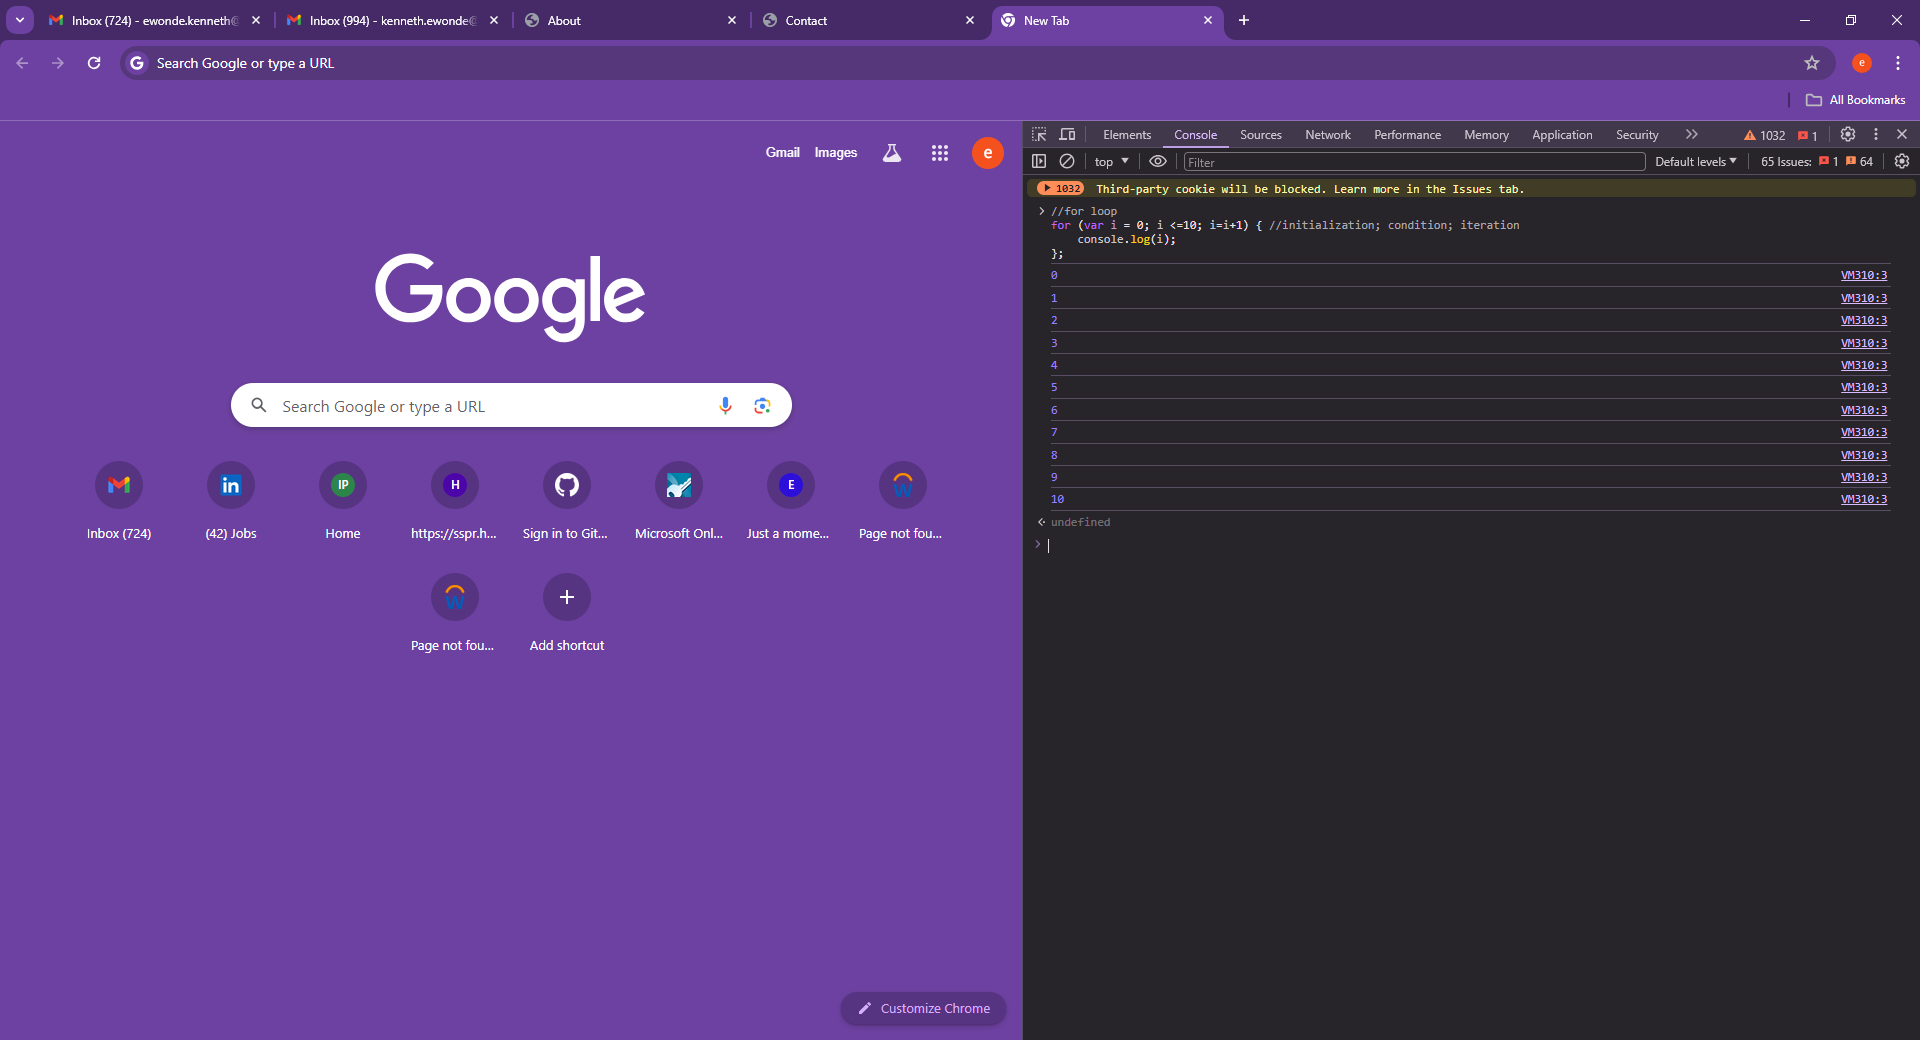 Inbox (724) - ewonde.kenneth@
Inbox (994) - kenneth.ewonde@
About
Contact
New Tab
Search Google or type a URL
e
All Bookmarks
Gmail
Images
e
Google
Search Google or type a URL
Inbox (724)
in
(42) Jobs
IP
Home
H
https://sspr.h...
Sign in to Git...
Microsoft Onl...
E
Just a mome...
W
Page not fou...
W
Page not fou...
Add shortcut
Customize Chrome
Elements
Console
Sources
Network
Performance
Memory
Application
Security
1032
1
top
Filter
Default levels
65 Issues:
1
64
1032 Third-party cookie will be blocked. Learn more in the Issues tab.
//for loop
for (var i = 0; i <=10; i=i+1) { //initialization; condition; iteration
console.log(i);
};
0 VM310:3
1 VM310:3
2 VM310:3
3 VM310:3
4 VM310:3
5 VM310:3
6 VM310:3
7 VM310:3
8 VM310:3
9 VM310:3
10 VM310:3
undefined